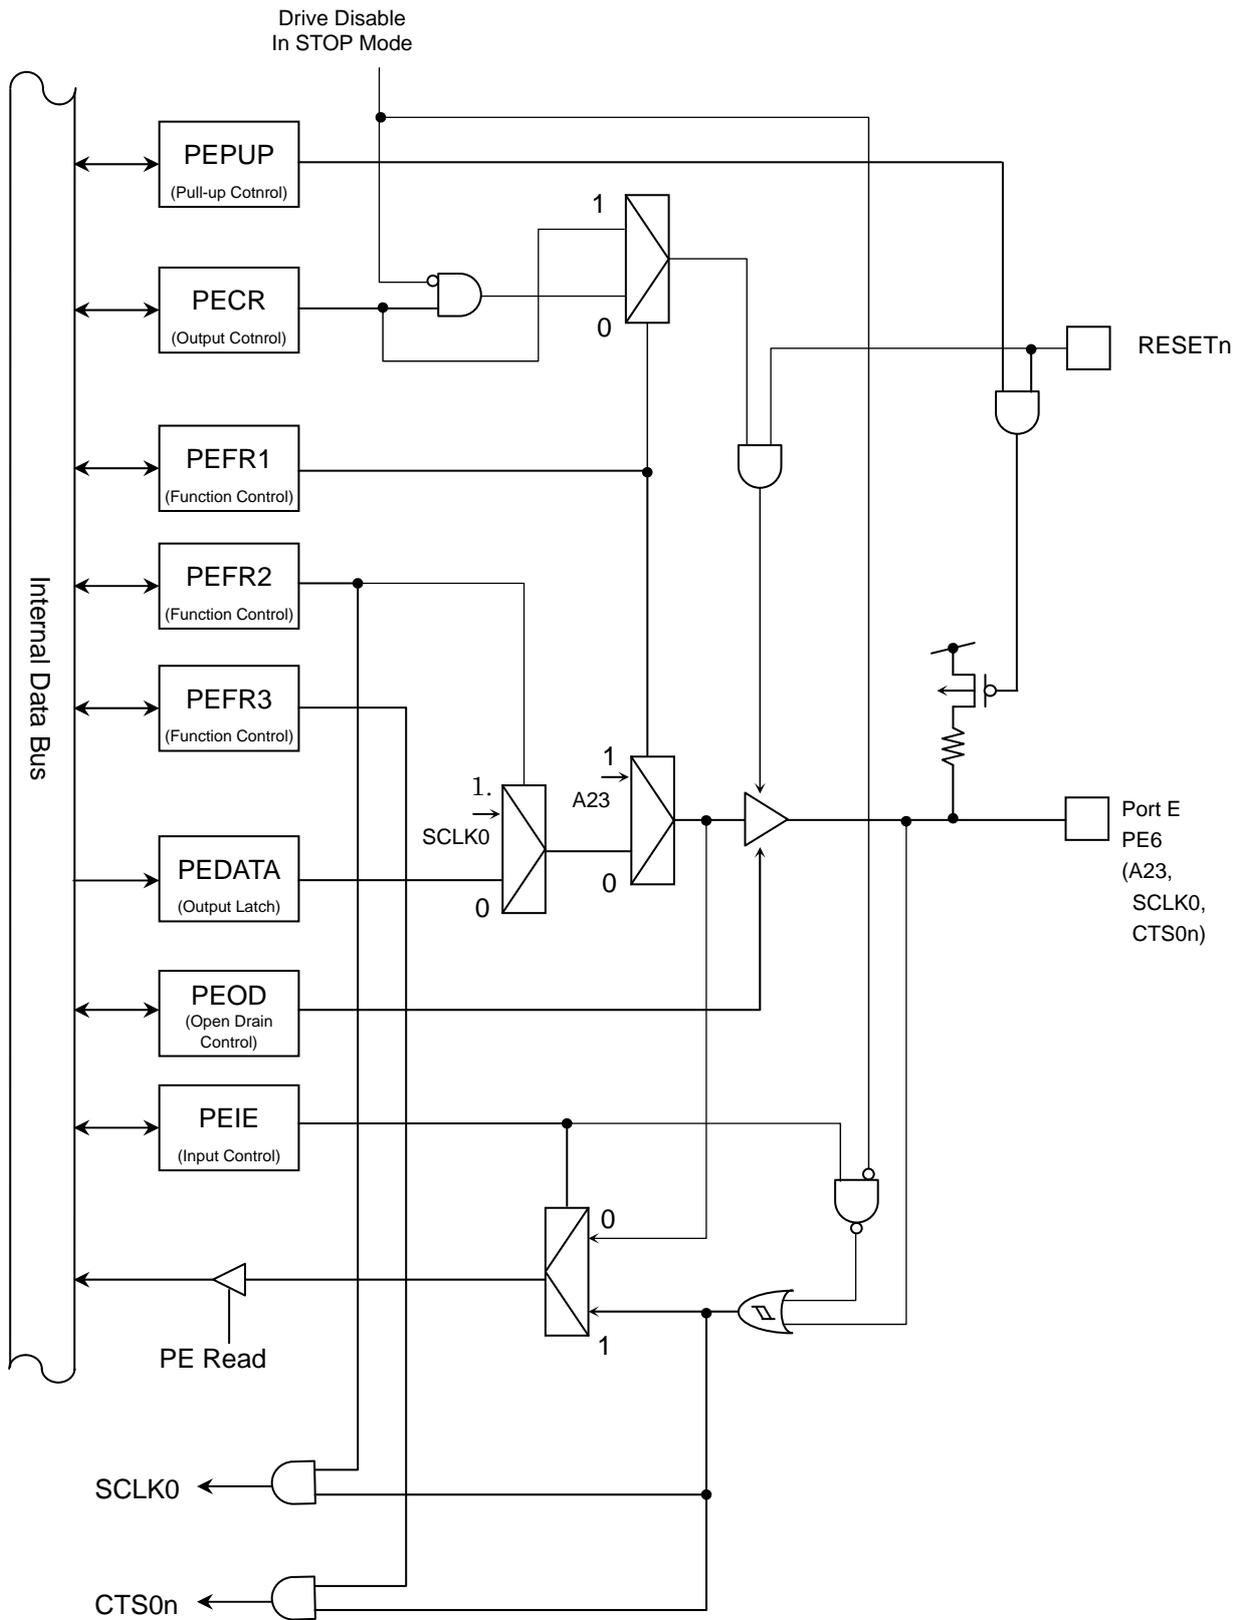 Drive Disable
In STOP Mode
PEPUP
(Pull-up Cotnrol)
1
PECR
(Output Cotnrol)
0
RESETn
PEFR1
(Function Control)
PEFR2
(Function Control)
Internal Data Bus
PEFR3
(Function Control)
1
A23
1.
SCLK0
0
PEDATA
(Output Latch)
0
Port E
PE6
(A23,
SCLK0,
CTS0n)
PEOD
(Open Drain
Control)
PEIE
(Input Control)
0
1
PE Read
SCLK0
CTS0n